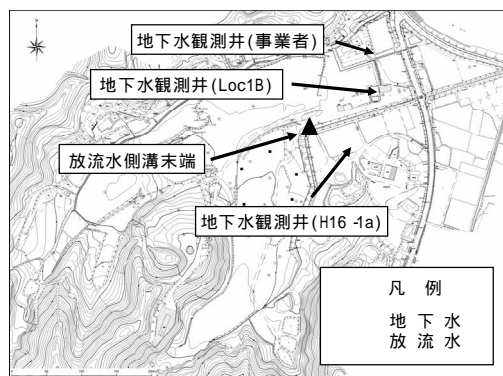 地下水観測井(事業者)
地下水観測井(Loc1B)
放流水側溝末端
地下水観測井(H16-1a)
凡 例
地 下 水
放 流 水